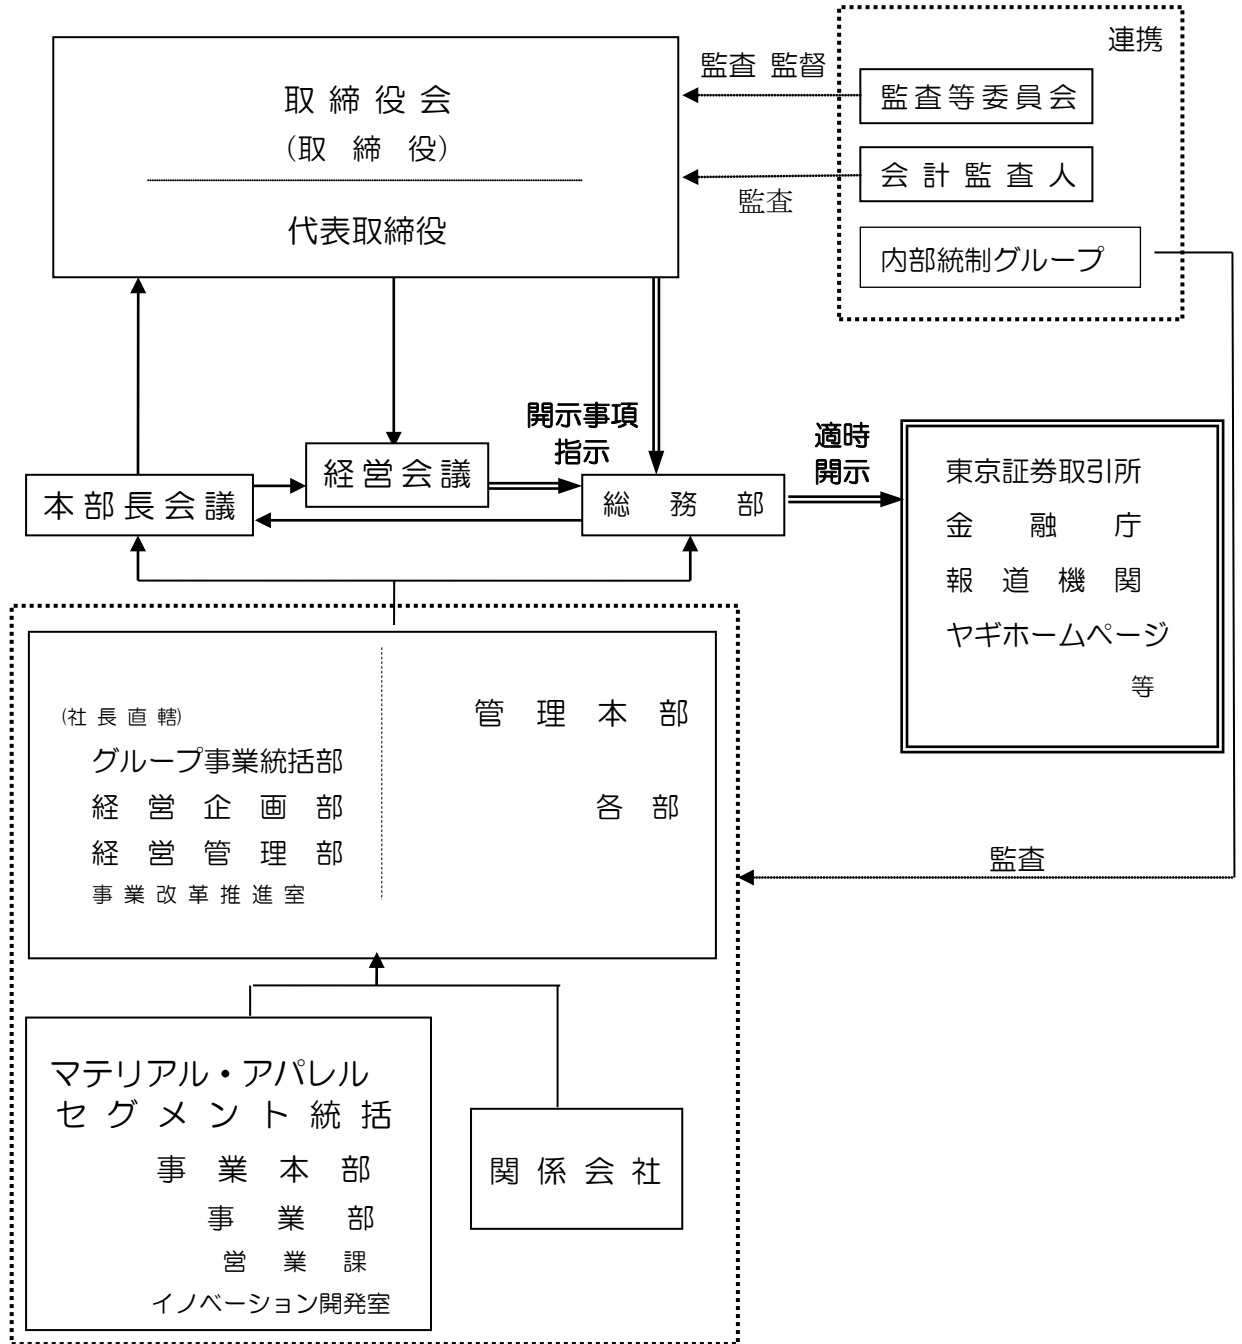 連携
監査 監督
監査等委員会
取締役会
(取 締 役)
会計監査人
監査
代表取締役
内部統制グループ
開示事項
指示
適時
開示
経営会議
本部長会議
総 務 部
東京証券取引所
金 融 庁
報 道 機 関
ヤギホームページ
等
(社 長 直 轄)
管 理 本 部
グループ事業統括部
経 営 企 画 部
各 部
経 営 管 理 部
事 業 改 革 推 進 室
監査
マテリアル・アパレル
セ グ メ ン ト 統 括
事 業 本 部
事 業 部
営 業 課
イノベーション開発室
関 係 会 社